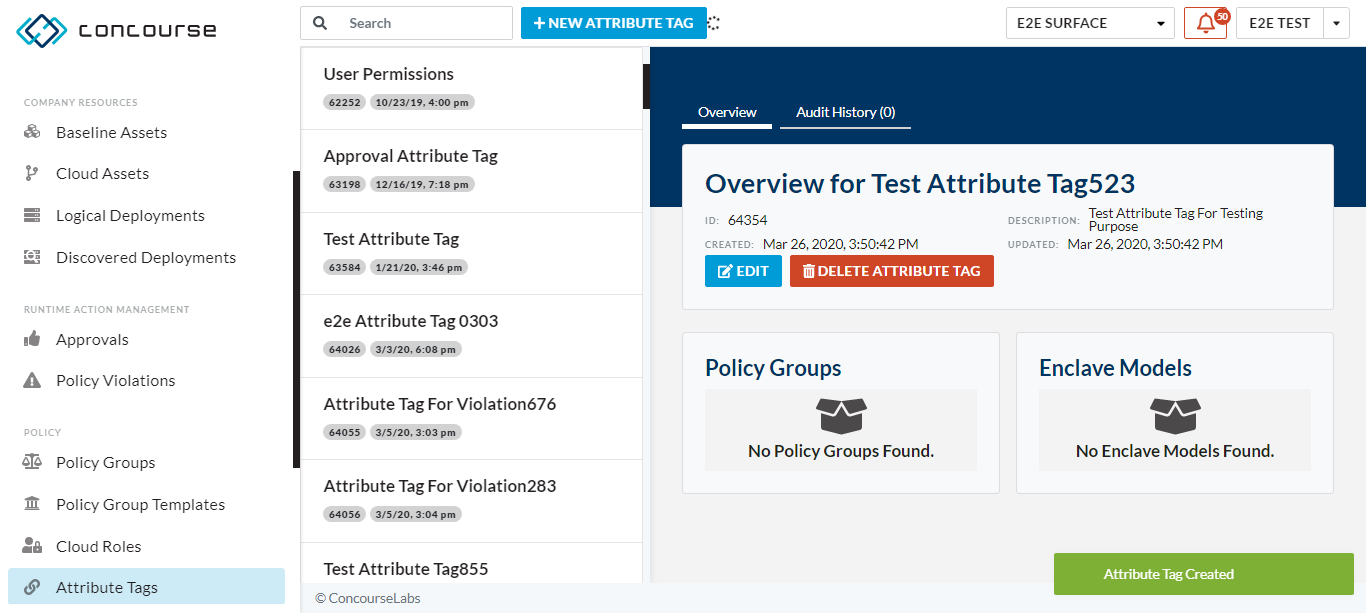 concourse
Search
NEW ATTRIBUTE TAG
E2E SURFACE
50
E2E TEST
COMPANY RESOURCES
Baseline Assets
Cloud Assets
Logical Deployments
Discovered Deployments
RUNTIME ACTION MANAGEMENT
Approvals
Policy Violations
POLICY
Policy Groups
Policy Group Templates
Cloud Roles
Attribute Tags
User Permissions
62252 10/23/19, 4:00 pm
Approval Attribute Tag
63198 12/16/19, 7:18 pm
Test Attribute Tag
63584 1/21/20, 3:46 pm
e2e Attribute Tag 0303
64026 3/3/20, 6:08 pm
Attribute Tag For Violation676
64055 3/5/20, 3:03 pm
Attribute Tag For Violation283
64056 3/5/20, 3:04 pm
Test Attribute Tag855
© ConcourseLabs
Overview Audit History (0)
Overview for Test Attribute Tag523
ID: 64354
DESCRIPTION: Test Attribute Tag For Testing
Purpose
CREATED: Mar 26, 2020, 3:50:42 PM
UPDATED: Mar 26, 2020, 3:50:42 PM
EDIT
DELETE ATTRIBUTE TAG
Policy Groups
No Policy Groups Found.
Enclave Models
No Enclave Models Found.
Attribute Tag Created